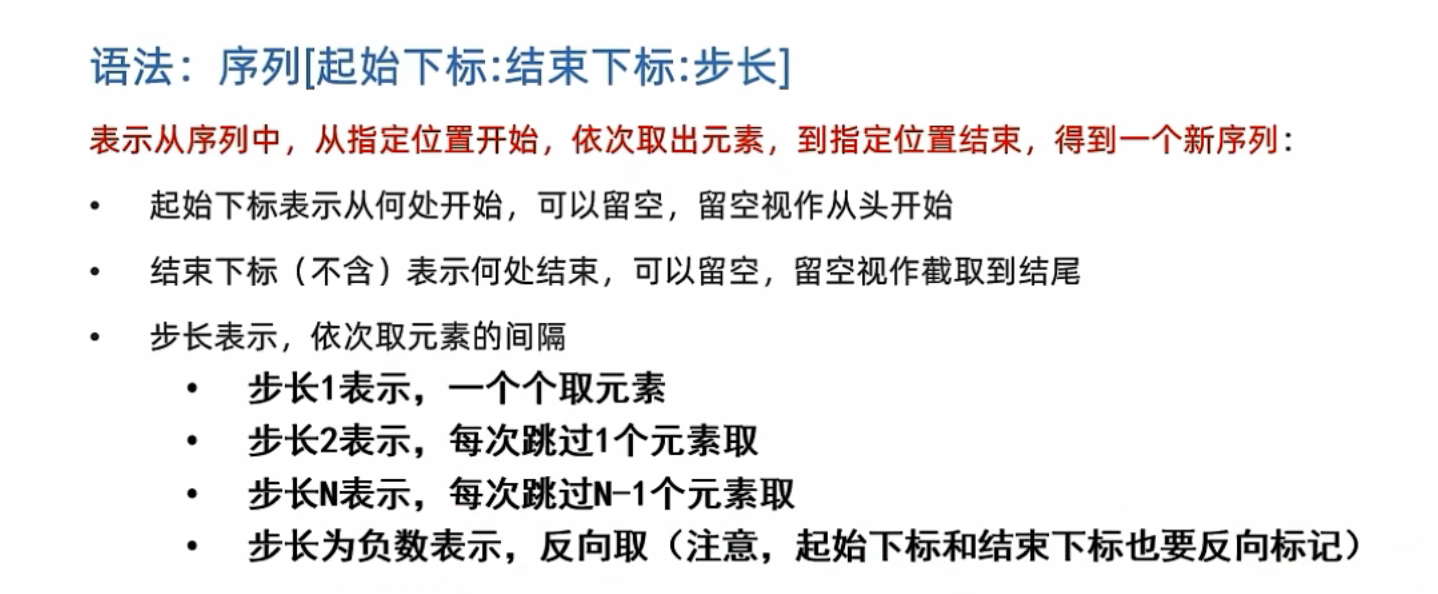 语法：序列[起始下标:结束下标:步长]
表示从序列中，从指定位置开始，依次取出元素，到指定位置结束，得到一个新序列：
• 起始下标表示从何处开始，可以留空，留空视作从头开始
• 结束下标（不含）表示何处结束，可以留空，留空视作截取到结尾
• 步长表示，依次取元素的间隔
• 步长1表示，一个个取元素
• 步长2表示，每次跳过1个元素取
• 步长N表示，每次跳过N-1个元素取
• 步长为负数表示，反向取（注意，起始下标和结束下标也要反向标记）